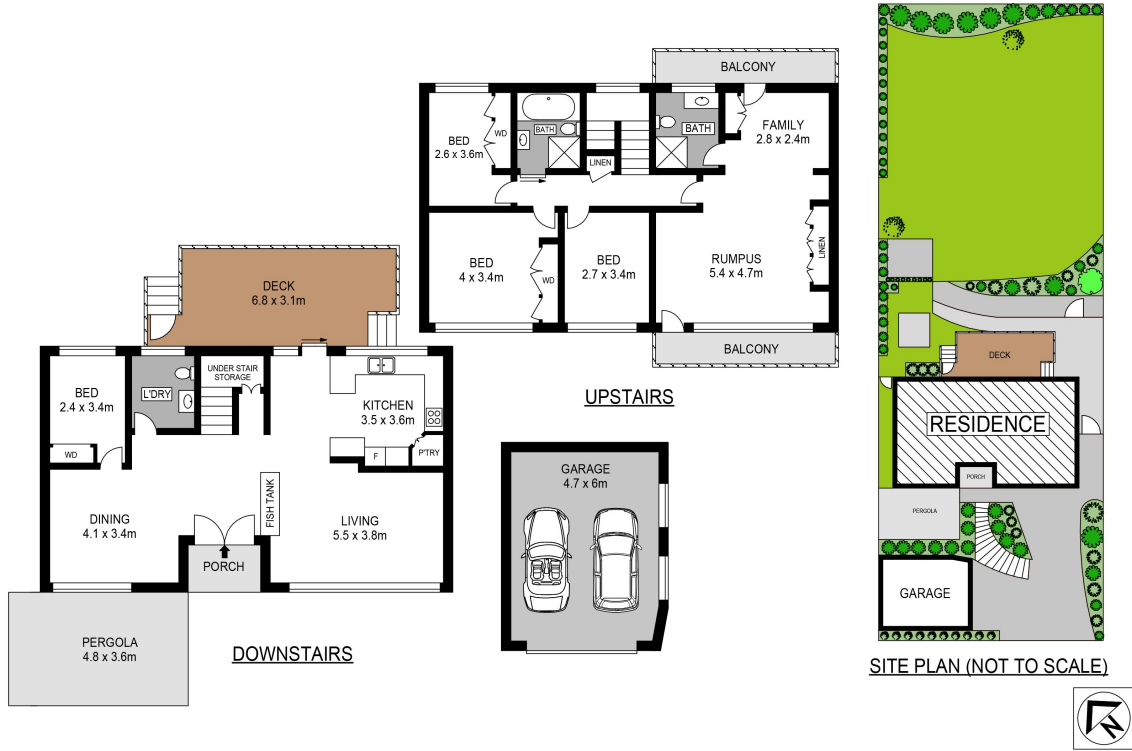 BALCONY
BED
2.6 x 3.6m
WD
BATH
LINEN
BATH
FAMILY
2.8 x 2.4m
BED
4 x 3.4m
WD
BED
2.7 x 3.4m
RUMPUS
5.4 x 4.7m
LINEN
BALCONY
UPSTAIRS
DECK
6.8 x 3.1m
BED
2.4 x 3.4m
WD
L'DRY
UNDER STAIR
STORAGE
KITCHEN
3.5 x 3.6m
F
P'TRY
DINING
4.1 x 3.4m
FISH TANK
LIVING
5.5 x 3.8m
PORCH
PERGOLA
4.8 x 3.6m
DOWNSTAIRS
GARAGE
4.7 x 6m
DECK
RESIDENCE
PORCH
PERGOLA
GARAGE
SITE PLAN (NOT TO SCALE)
N